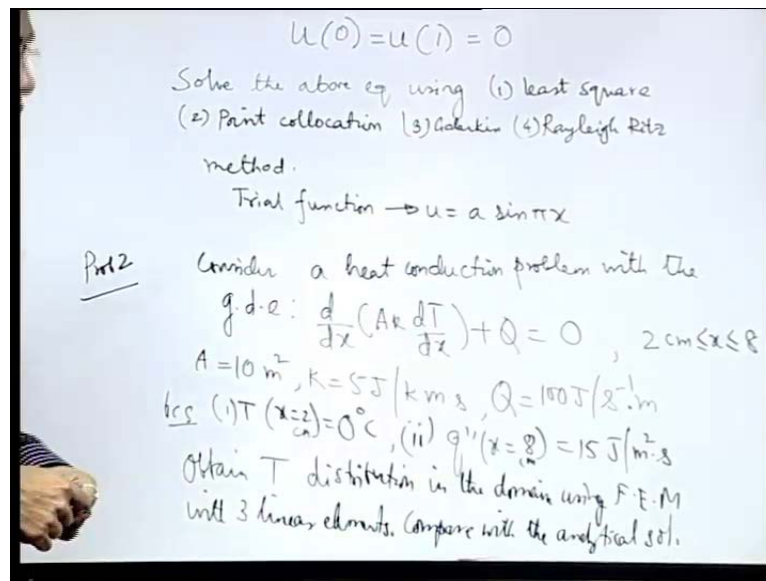 u(0) = u(1) = 0
Solve the above eq using (1) least square
(2) Point collocation (3) Galerkin (4) Rayleigh Ritz
method.
Trial function → u = a sin πx
Prob 2 Consider a heat conduction problem with the
g.d.e: d/dx (Ak dT/dx) + Q = 0 , 2 cm ≤ x ≤ 8
A = 10 m², K = 5 J/k m s, Q = 100 J/s⁻¹.m
bcs (i) T (x=2 cm) = 0°C, (ii) q'' (x = 8 cm) = 15 J/m².s
Obtain T distribution in the domain using F.E.M
with 3 linear elements. Compare with the analytical sol.